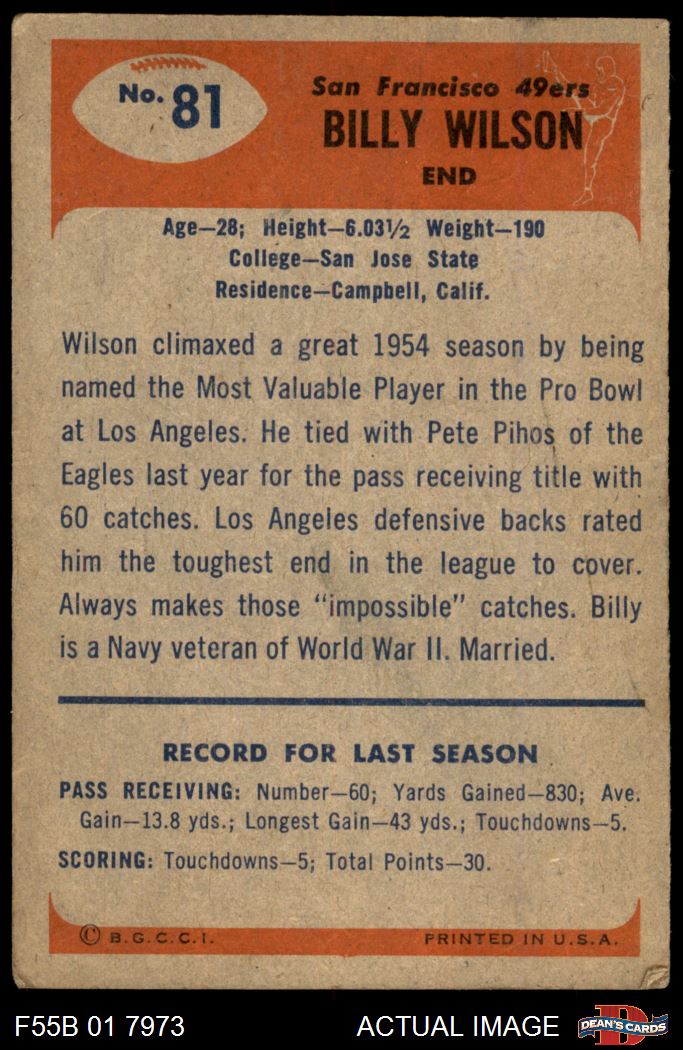 No. 81
San Francisco 49ers
BILLY WILSON
END
Age—28; Height—6.03½ Weight—190
College—San Jose State
Residence—Campbell, Calif.
Wilson climaxed a great 1954 season by being
named the Most Valuable Player in the Pro Bowl
at Los Angeles. He tied with Pete Pihos of the
Eagles last year for the pass receiving title with
60 catches. Los Angeles defensive backs rated
him the toughest end in the league to cover.
Always makes those "impossible" catches. Billy
is a Navy veteran of World War II. Married.
RECORD FOR LAST SEASON
PASS RECEIVING: Number—60; Yards Gained—830; Ave.
Gain—13.8 yds.; Longest Gain—43 yds.; Touchdowns—5.
SCORING: Touchdowns—5; Total Points—30.
© B.G.C.C.I. PRINTED IN U.S.A.
F55B 01 7973 ACTUAL IMAGE
D
DEAN'S CARDS